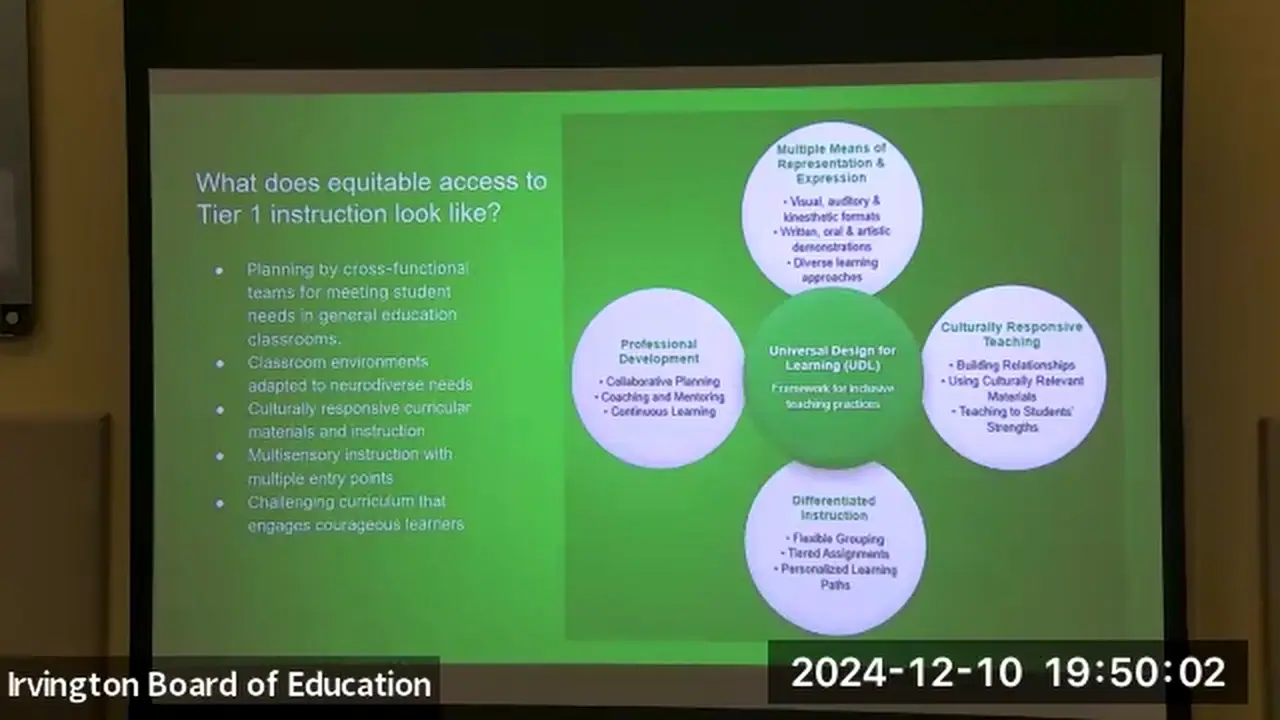 What does equitable access to
Tier 1 instruction look like?
● Planning by cross-functional
teams for meeting student
needs in general education
classrooms.
● Classroom environments
adapted to neurodiverse needs
● Culturally responsive curricular
materials and instruction
● Multisensory instruction with
multiple entry points
● Challenging curriculum that
engages courageous learners
Multiple Means of
Representation &
Expression
• Visual, auditory &
kinesthetic formats
• Written, oral & artistic
demonstrations
• Diverse learning
approaches
Professional
Development
• Collaborative Planning
• Coaching and Mentoring
• Continuous Learning
Universal Design for
Learning (UDL)
Framework for inclusive
teaching practices
Culturally Responsive
Teaching
• Building Relationships
• Using Culturally Relevant
Materials
• Teaching to Students'
Strengths
Differentiated
Instruction
• Flexible Grouping
• Tiered Assignments
• Personalized Learning
Paths
Irvington Board of Education
2024-12-10 19:50:02